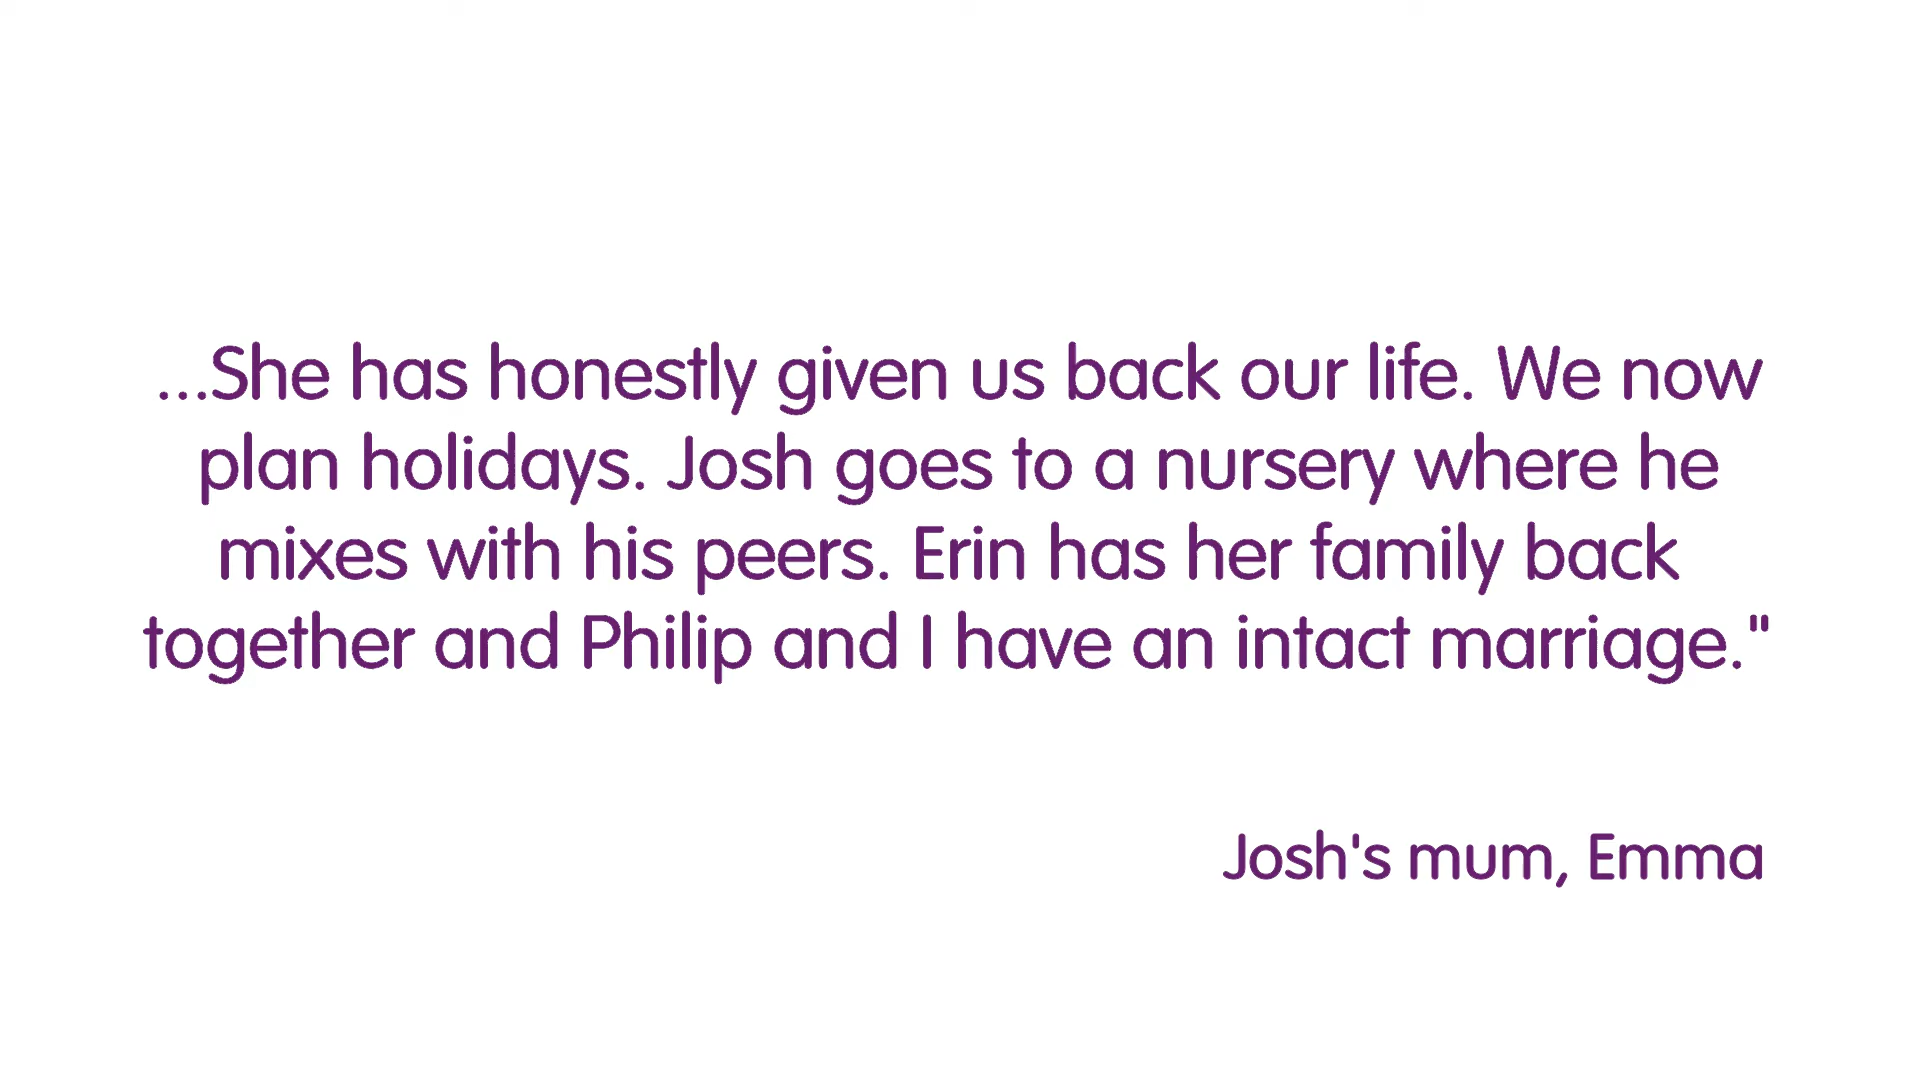 ...She has honestly given us back our life. We now
plan holidays. Josh goes to a nursery where he
mixes with his peers. Erin has her family back
together and Philip and I have an intact marriage."
Josh's mum, Emma